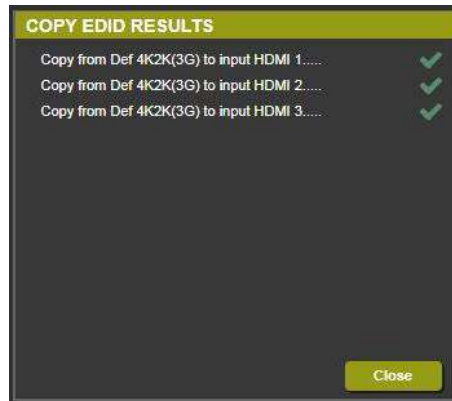 COPY EDID RESULTS
Copy from Def 4K2K(3G) to input HDMI 1.....
Copy from Def 4K2K(3G) to input HDMI 2.....
Copy from Def 4K2K(3G) to input HDMI 3.....
Close